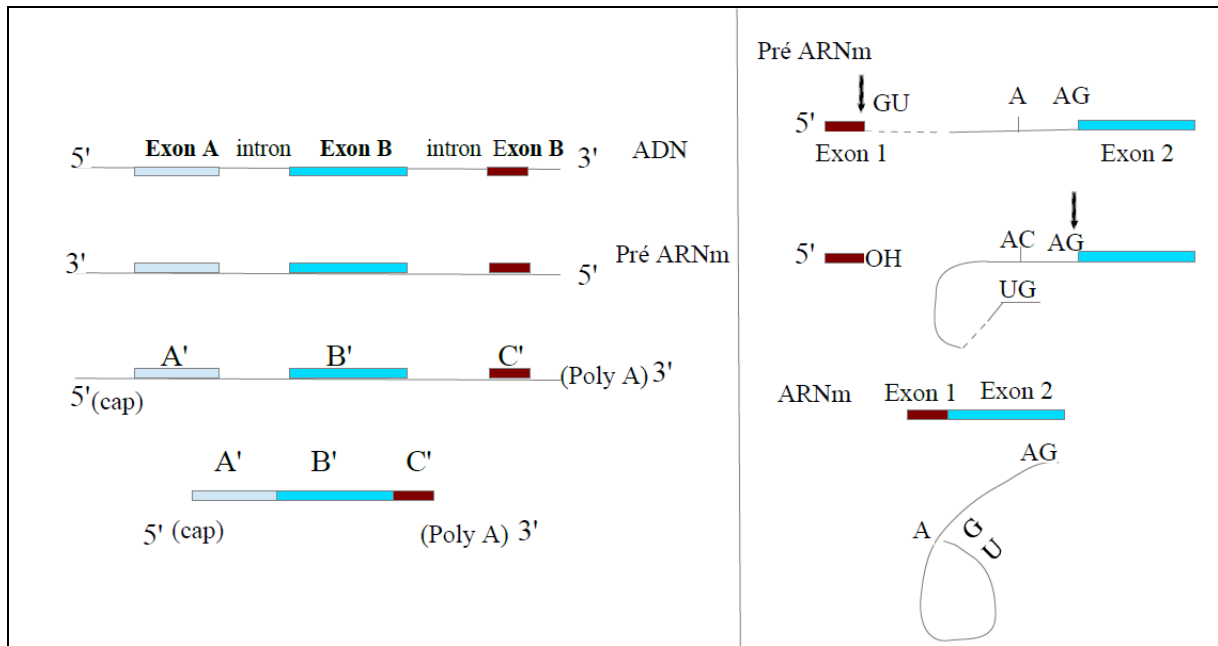 5' Exon A intron Exon B intron Exon B 3' ADN
3' 5' Pré ARNm
A' B' C'
5' (cap) (Poly A) 3'
A' B' C'
5' (cap) (Poly A) 3'
Pré ARNm
GU A AG
5'
Exon 1 Exon 2
5' OH AC AG
UG
ARNm Exon 1 Exon 2
AG
A G U